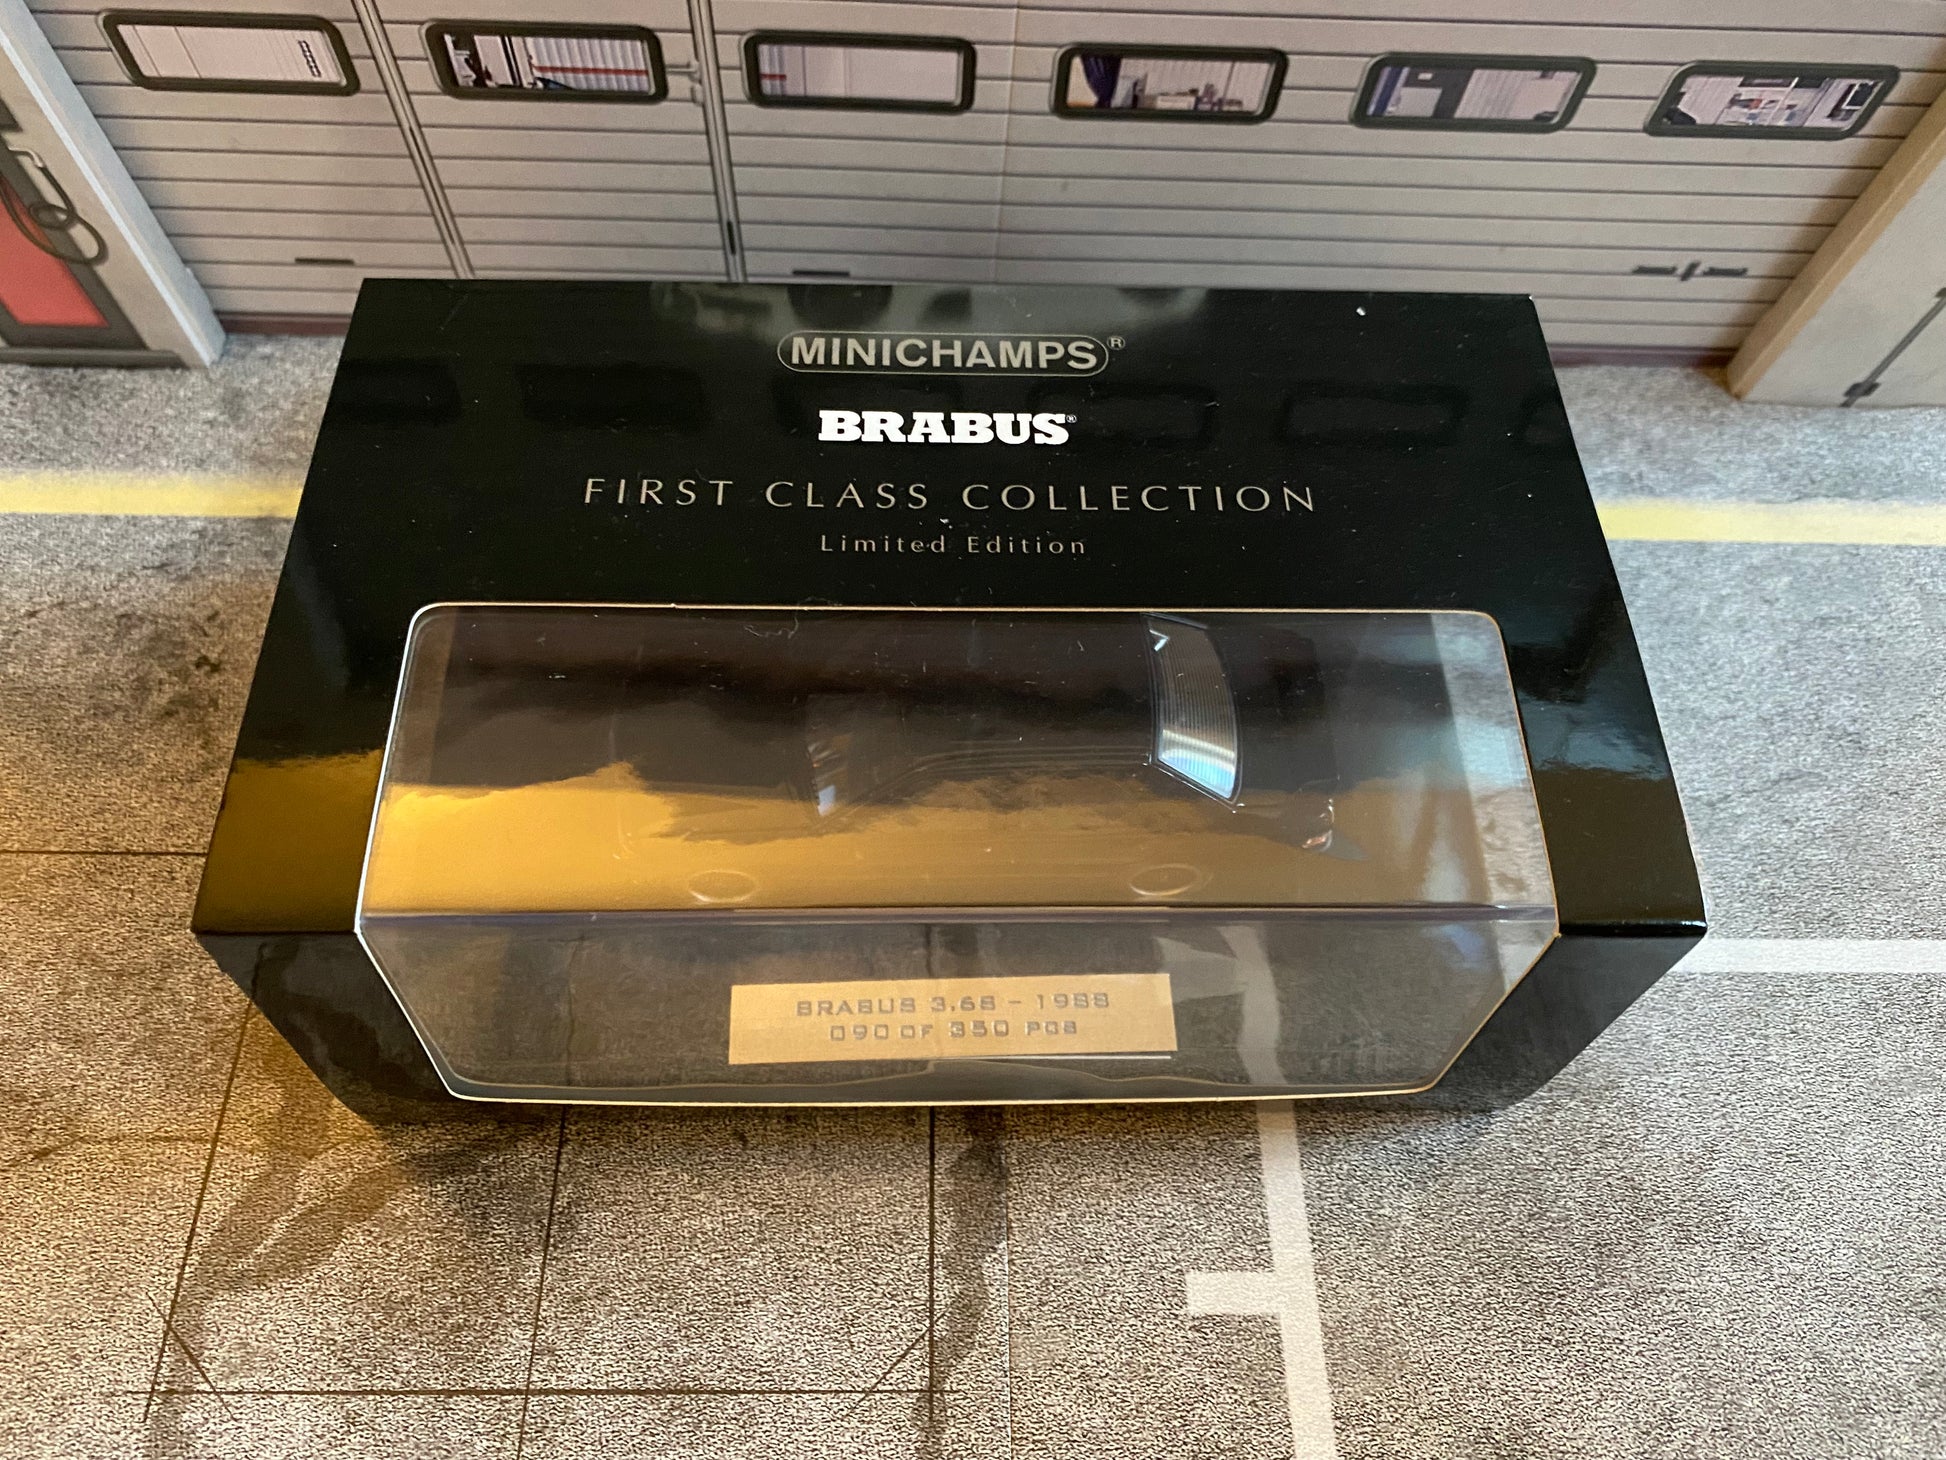 MINICHAMPS®
BRABUS®
FIRST CLASS COLLECTION
Limited Edition
BRABUS 3.6S - 1988
090 OF 350 PCS